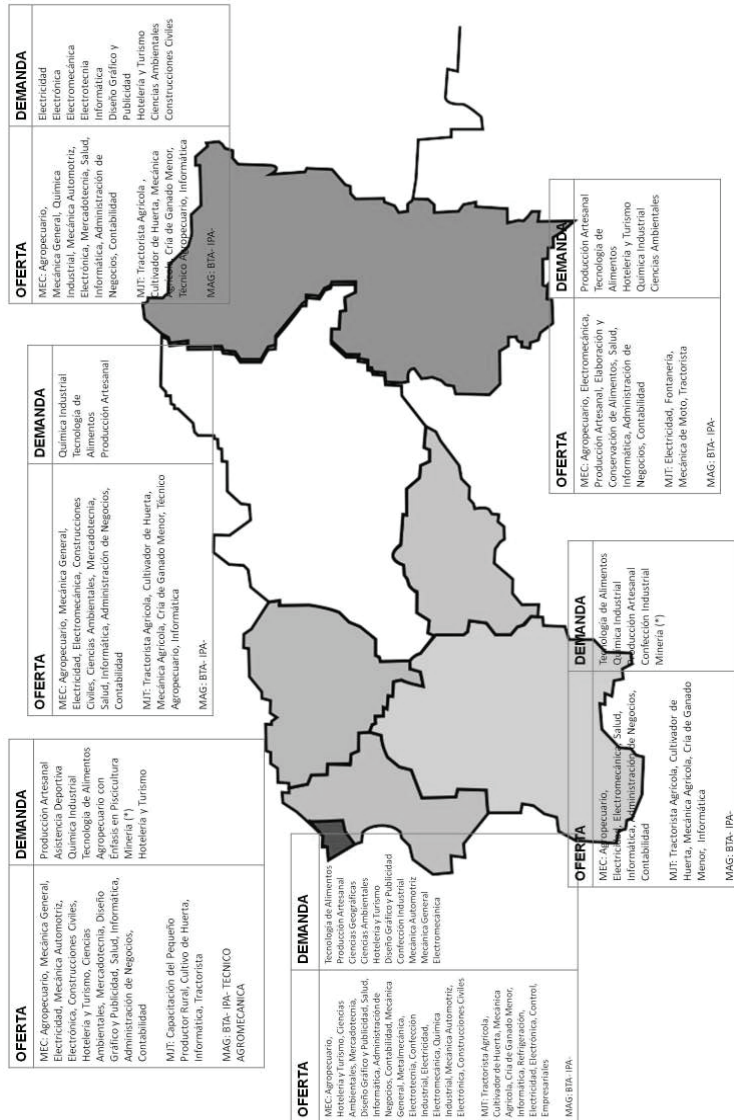 OFERTA
MEC: Agropecuario, Mecánica General,
Electricidad, Mecánica Automotriz,
Electrónica, Construcciones Civiles,
Hotelería y Turismo, Ciencias
Ambientales, Mercadotecnia, Diseño
Gráfico y Publicidad, Salud, Informática,
Administración de Negocios,
Contabilidad
MJT: Capacitación del Pequeño
Productor Rural, Cultivo de Huerta,
Informática, Tractorista
MAG: BTA- IPA- TECNICO
AGROMECANICA
DEMANDA
Producción Artesanal
Asistencia Deportiva
Química Industrial
Tecnología de Alimentos
Agropecuario con
Énfasis en Piscicultura
Minería (*)
Hotelería y Turismo
OFERTA
MEC: Agropecuario, Mecánica General,
Electricidad, Electromecánica, Construcciones
Civiles, Ciencias Ambientales, Mercadotecnia,
Salud, Informática, Administración de Negocios,
Contabilidad
MJT: Tractorista Agrícola, Cultivador de Huerta,
Mecánica Agrícola, Cría de Ganado Menor, Técnico
Agropecuario, Informática
MAG: BTA- IPA-
DEMANDA
Química Industrial
Tecnología de
Alimentos
Producción Artesanal
OFERTA
MEC: Agropecuario,
Mecánica General, Química
Industrial, Mecánica Automotriz,
Electrónica, Mercadotecnia, Salud,
Informática, Administración de
Negocios, Contabilidad
MJT: Tractorista Agrícola ,
Cultivador de Huerta, Mecánica
Agrícola, Cría de Ganado Menor,
Técnico Agropecuario, Informática
MAG: BTA- IPA-
DEMANDA
Electricidad
Electrónica
Electromecánica
Electrotecnia
Informática
Diseño Gráfico y
Publicidad
Hotelería y Turismo
Ciencias Ambientales
Construcciones Civiles
OFERTA
MEC: Agropecuario,
Hotelería y Turismo, Ciencias
Ambientales, Mercadotecnia,
Diseño Gráfico y Publicidad, Salud,
Informática, Administración de
Negocios, Contabilidad, Mecánica
General, Metalmecánica,
Electrotecnia, Confección
Industrial, Electricidad,
Electromecánica, Química
Industrial, Mecánica Automotriz,
Electrónica, Construcciones Civiles
MJT: Tractorista Agrícola,
Cultivador de Huerta, Mecánica
Agrícola, Cría de Ganado Menor,
Informática, Refrigeración,
Electricidad, Electrónica, Control,
Empresariales
MAG: BTA- IPA-
DEMANDA
Tecnología de Alimentos
Producción Artesanal
Ciencias Geográficas
Ciencias Ambientales
Hotelería y Turismo
Diseño Gráfico y Publicidad
Confección Industrial
Mecánica Automotriz
Mecánica General
Electromecánica
OFERTA
MEC: Agropecuario,
Electricidad, Electromecánica, Salud,
Informática, Administración de Negocios,
Contabilidad
MJT: Tractorista Agrícola, Cultivador de
Huerta, Mecánica Agrícola, Cría de Ganado
Menor, Informática
MAG: BTA- IPA-
DEMANDA
Tecnología de Alimentos
Química Industrial
Producción Artesanal
Confección Industrial
Minería (*)
OFERTA
MEC: Agropecuario, Electromecánica,
Producción Artesanal, Elaboración y
Conservación de Alimentos, Salud,
Informática, Administración de
Negocios, Contabilidad
MJT: Electricidad, Fontanería,
Mecánica de Moto, Tractorista
MAG: BTA- IPA-
DEMANDA
Producción Artesanal
Tecnología de
Alimentos
Hotelería y Turismo
Química Industrial
Ciencias Ambientales